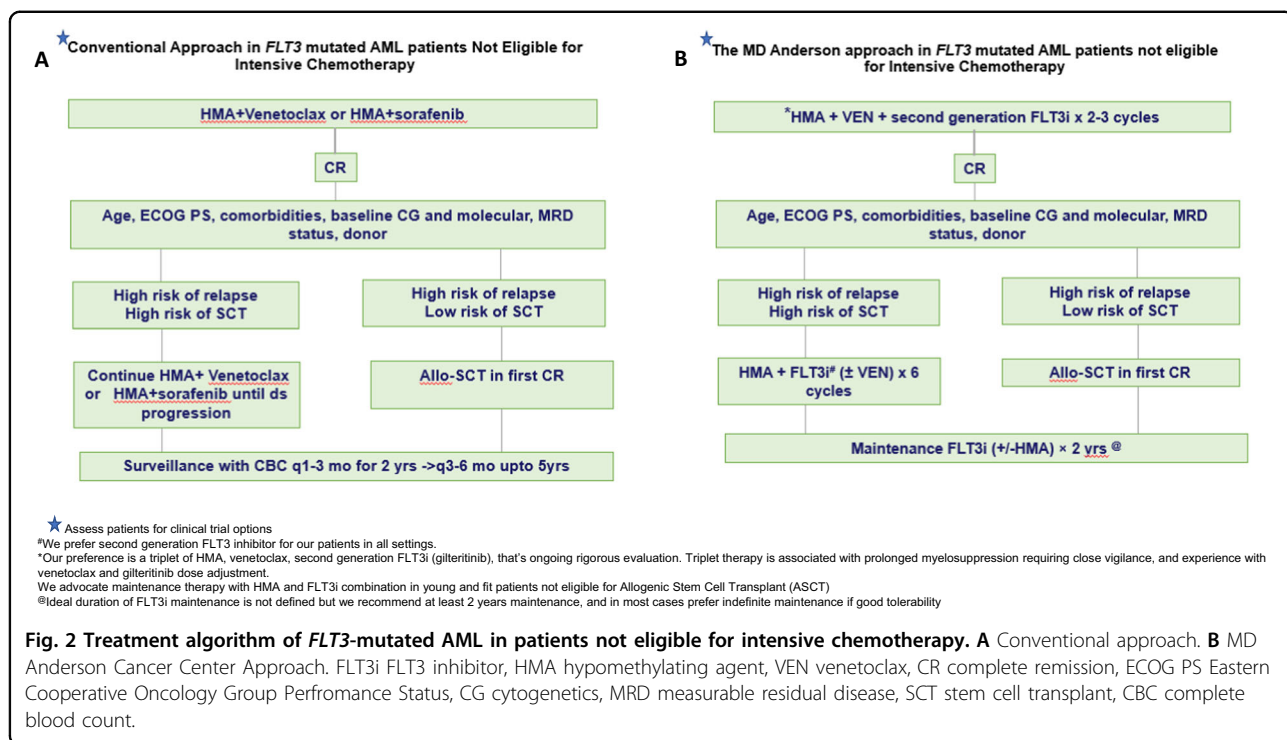 A
Conventional Approach in FLT3 mutated AML patients Not Eligible for
Intensive Chemotherapy
HMA+Venetoclax or HMA+sorafenib
CR
Age, ECOG PS, comorbidities, baseline CG and molecular, MRD
status, donor
High risk of relapse
High risk of SCT
High risk of relapse
Low risk of SCT
Continue HMA+ Venetoclax
or HMA+sorafenib until ds
progression
Allo-SCT in first CR
Surveillance with CBC q1-3 mo for 2 yrs ->q3-6 mo upto 5yrs
B
The MD Anderson approach in FLT3 mutated AML patients not eligible
for Intensive Chemotherapy
*HMA + VEN + second generation FLT3i x 2-3 cycles
CR
Age, ECOG PS, comorbidities, baseline CG and molecular, MRD
status, donor
High risk of relapse
High risk of SCT
High risk of relapse
Low risk of SCT
HMA + FLT3i# (± VEN) x 6
cycles
Allo-SCT in first CR
Maintenance FLT3i (+/-HMA) × 2 yrs @
Assess patients for clinical trial options
#We prefer second generation FLT3 inhibitor for our patients in all settings.
*Our preference is a triplet of HMA, venetoclax, second generation FLT3i (gilteritinib), that's ongoing rigorous evaluation. Triplet therapy is associated with prolonged myelosuppression requiring close vigilance, and experience with
venetoclax and gilteritinib dose adjustment.
We advocate maintenance therapy with HMA and FLT3i combination in young and fit patients not eligible for Allogenic Stem Cell Transplant (ASCT)
@Ideal duration of FLT3i maintenance is not defined but we recommend at least 2 years maintenance, and in most cases prefer indefinite maintenance if good tolerability
Fig. 2 Treatment algorithm of FLT3-mutated AML in patients not eligible for intensive chemotherapy. A Conventional approach. B MD
Anderson Cancer Center Approach. FLT3i FLT3 inhibitor, HMA hypomethylating agent, VEN venetoclax, CR complete remission, ECOG PS Eastern
Cooperative Oncology Group Perfromance Status, CG cytogenetics, MRD measurable residual disease, SCT stem cell transplant, CBC complete
blood count.